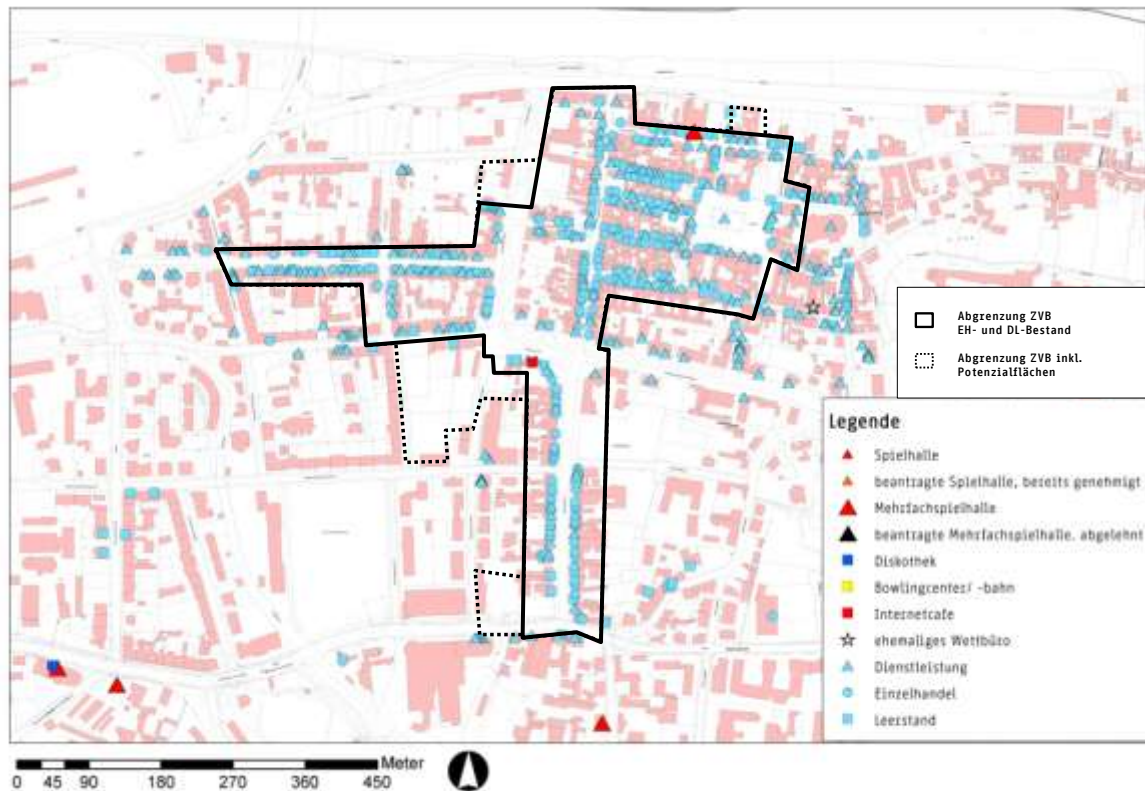 Abgrenzung ZVB
EH- und DL-Bestand
Abgrenzung ZVB inkl.
Potenzialflächen
Legende
Spielhalle
beantragte Spielhalle, bereits genehmigt
Mehrfachspielhalle
beantragte Mehrfachspielhalle, abgelehnt
Diskothek
Bowlingcenter/ -bahn
Internetcafe
ehemaliges Wettbüro
Dienstleistung
Einzelhandel
Leerstand
Meter
0 45 90 180 270 360 450